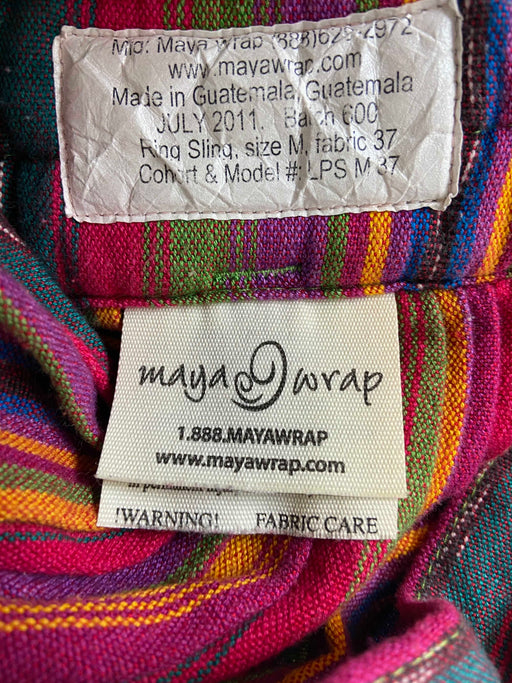 Mfg: Maya Wrap (888)629-2972
www.mayawrap.com
Made in Guatemala, Guatemala
JULY 2011. Batch 600
Ring Sling, size M, fabric 37
Cohort & Model #: LPS M 37
maya wrap
1.888.MAYAWRAP
www.mayawrap.com
!WARNING! FABRIC CARE